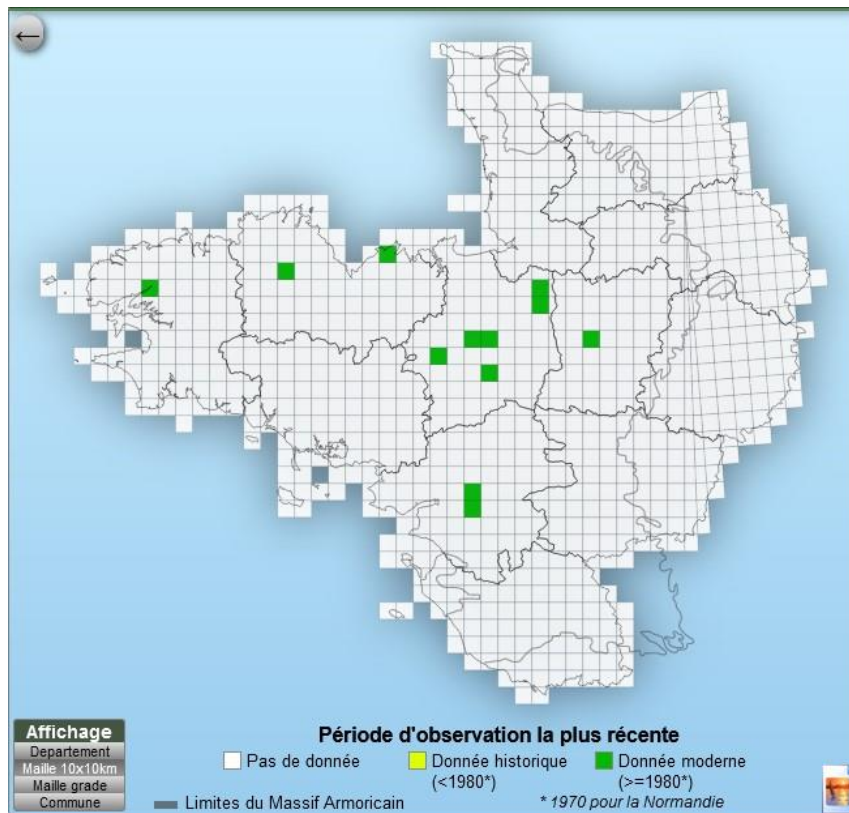 Affichage
Departement
Maille 10x10km
Maille grade
Commune
Période d'observation la plus récente
Pas de donnée
Donnée historique
(<1980*)
Donnée moderne
(>=1980*)
Limites du Massif Armoricain
* 1970 pour la Normandie